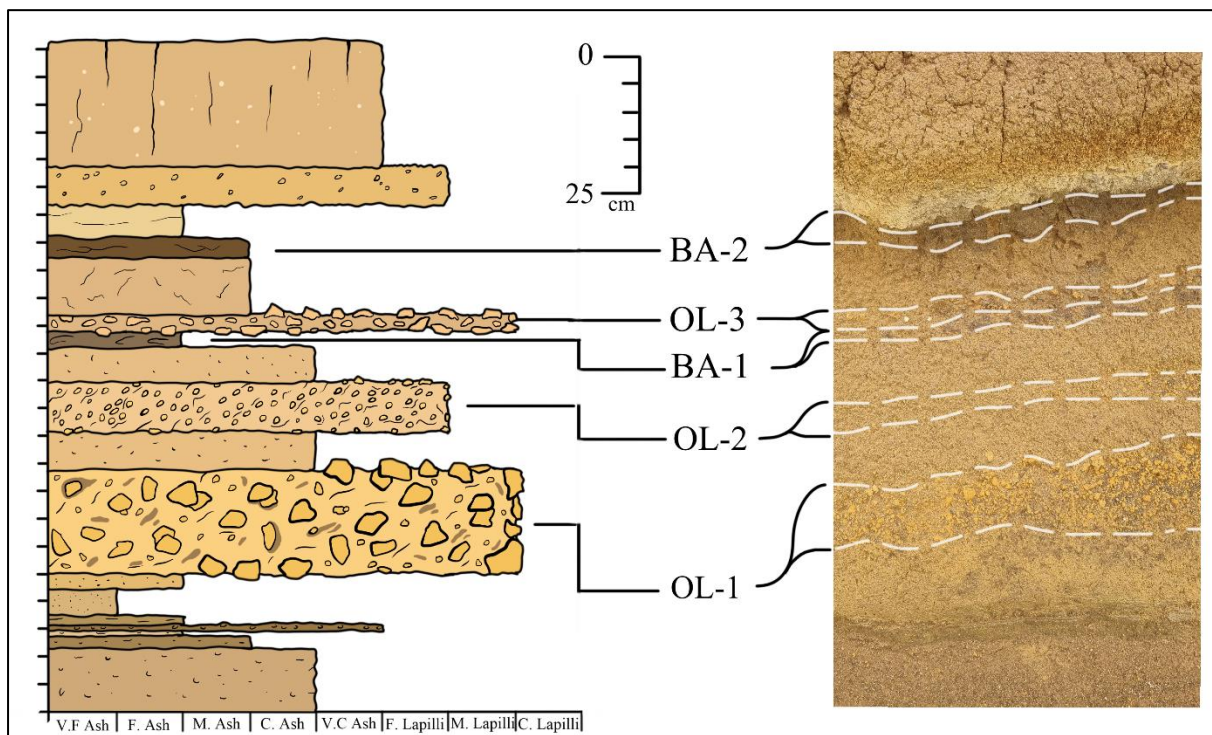 0
25
cm
BA-2
OL-3
BA-1
OL-2
OL-1
V.F Ash F. Ash M. Ash C. Ash V.C Ash F. Lapilli M. Lapilli C. Lapilli